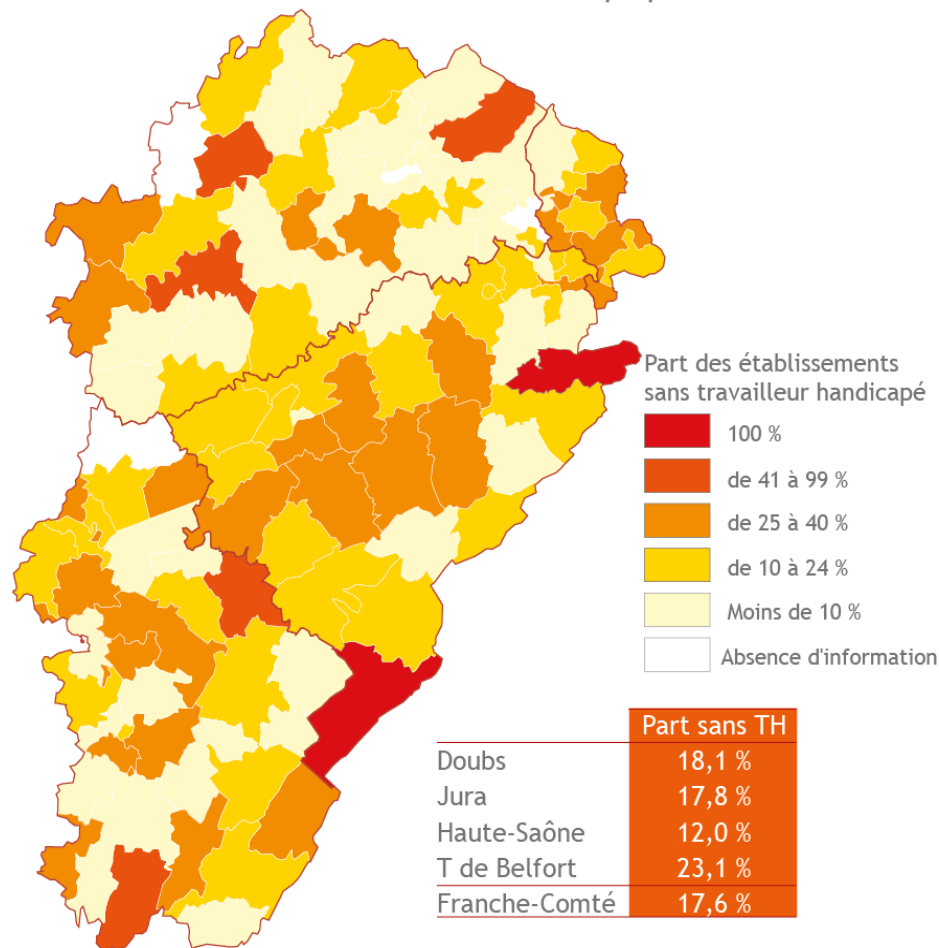 Part des établissements
sans travailleur handicapé
100 %
de 41 à 99 %
de 25 à 40 %
de 10 à 24 %
Moins de 10 %
Absence d'information
Part sans TH
Doubs 18,1 %
Jura 17,8 %
Haute-Saône 12,0 %
T de Belfort 23,1 %
Franche-Comté 17,6 %